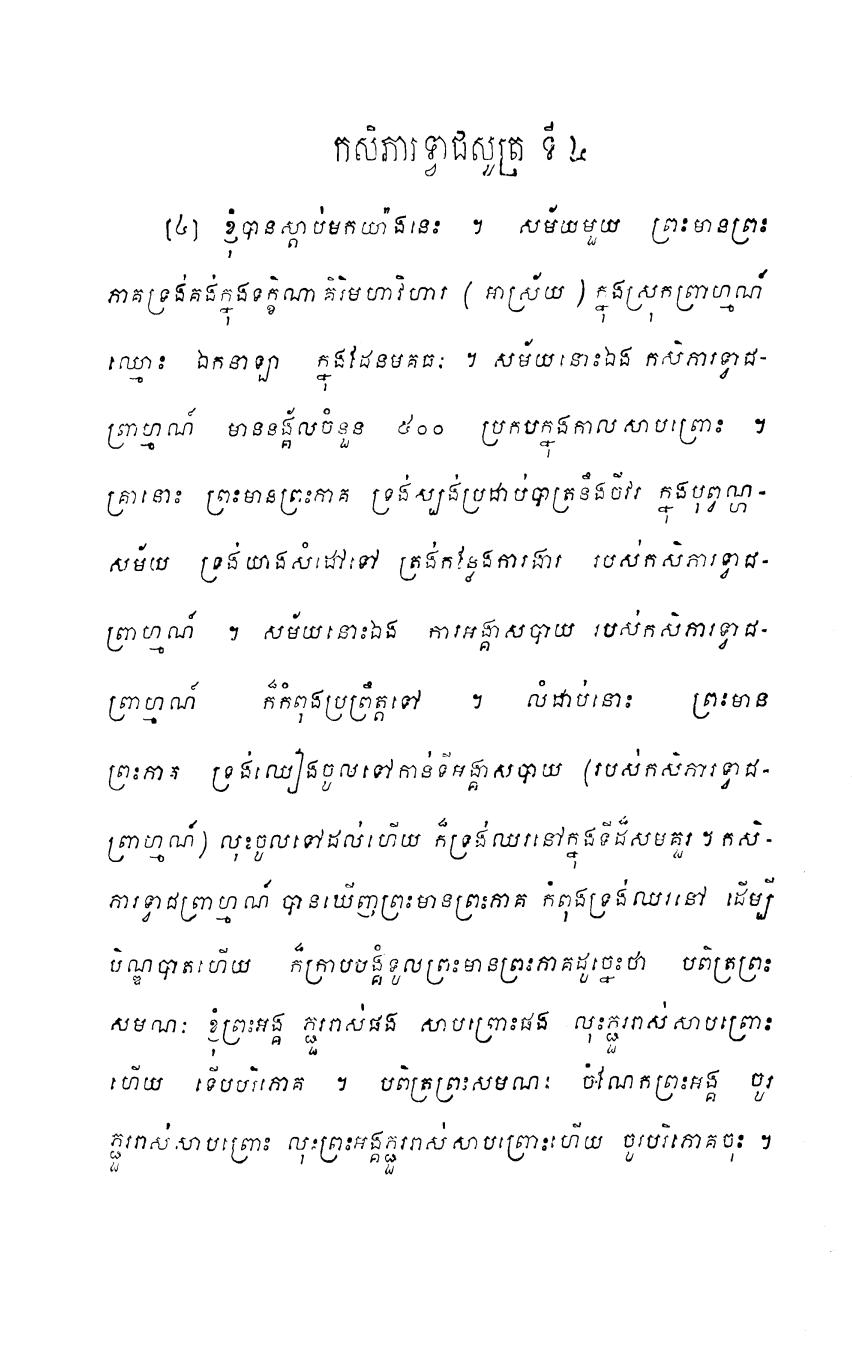 កសិភារទ្វាជសូត្រ ទី ៤
[៤] ខ្ញុំបានស្តាប់មកយ៉ាងនេះ ។ សម័យមួយ ព្រះមានព្រះ
ភាគទ្រង់គង់ក្នុងទក្ខិណាគិរិមហាវិហារ ( អាស្រ័យ ) ក្នុងស្រុកព្រាហ្មណ៍
ឈ្មោះ ឯកនាឡា ក្នុងដែនមគធៈ ។ សម័យនោះឯង កសិភារទ្វាជ-
ព្រាហ្មណ៍ មាននង្គ័លចំនួន ៥០០ ប្រកបក្នុងកាលសាបព្រោះ ។
គ្រានោះ ព្រះមានព្រះភាគ ទ្រង់ស្បង់ប្រដាប់បាត្រនឹងចីវរ ក្នុងបុព្វណ្ហ-
សម័យ ទ្រង់យាងសំដៅទៅ ត្រង់កន្លែងការងារ របស់កសិភារទ្វាជ-
ព្រាហ្មណ៍ ។ សម័យនោះឯង ការអង្គាសបាយ របស់កសិភារទ្វាជ-
ព្រាហ្មណ៍ ក៏កំពុងប្រព្រឹត្តទៅ ។ លំដាប់នោះ ព្រះមាន
ព្រះភាគ ទ្រង់ឈៀងចូលទៅកាន់ទីអង្គាសបាយ (របស់កសិភារទ្វាជ-
ព្រាហ្មណ៍) លុះចូលទៅដល់ហើយ ក៏ទ្រង់ឈរនៅក្នុងទីដ៏សមគួរ ។ កសិ-
ភារទ្វាជព្រាហ្មណ៍ បានឃើញព្រះមានព្រះភាគ កំពុងទ្រង់ឈរនៅ ដើម្បី
បិណ្ឌបាតហើយ ក៏ក្រាបបង្គំទូលព្រះមានព្រះភាគដូច្នេះថា បពិត្រព្រះ
សមណៈ ខ្ញុំព្រះអង្គ ភ្ជួររាស់ផង សាបព្រោះផង លុះភ្ជួររាស់សាបព្រោះ
ហើយ ទើបបរិភោគ ។ បពិត្រព្រះសមណៈ ចំណែកព្រះអង្គ ចូរ
ភ្ជួររាស់សាបព្រោះ លុះព្រះអង្គភ្ជួររាស់សាបព្រោះហើយ ចូរបរិភោគចុះ ។